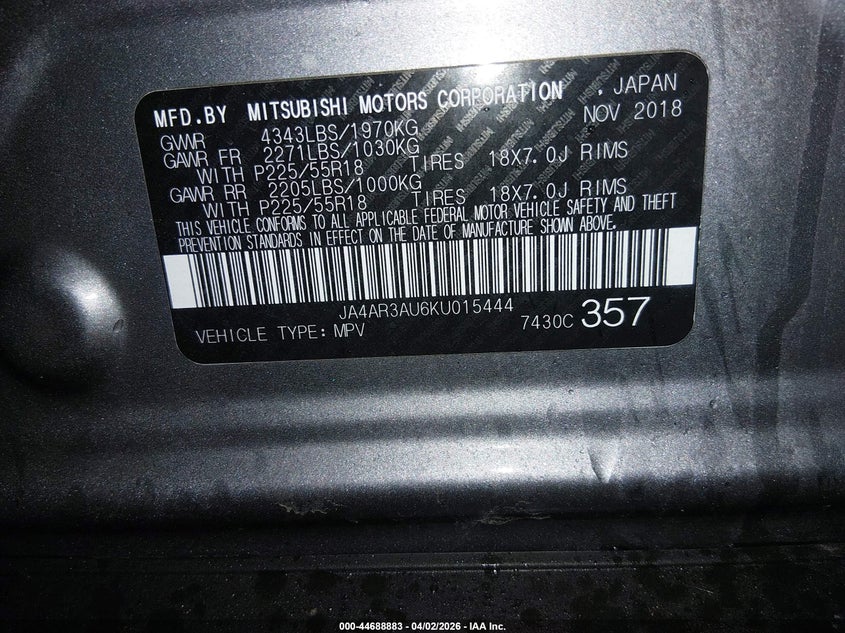 MFD.BY MITSUBISHI MOTORS CORPORATION . JAPAN
GWWR 4343LBS/1970KG NOV 2018
GAWR FR 2271LBS/1030KG
WITH P225/55R18 TIRES 18X7.0J RIMS
GAWR RR 2205LBS/1000KG
WITH P225/55R18 TIRES 18X7.0J RIMS
THIS VEHICLE CONFORMS TO ALL APPLICABLE FEDERAL MOTOR VEHICLE SAFETY AND THEFT
PREVENTION STANDARDS IN EFFECT ON THE DATE OF MANUFACTURE SHOWN ABOVE.
JA4AR3AU6KU015444
VEHICLE TYPE: MPV 7430C 357
000-44688883 - 04/02/2026 - IAA Inc.